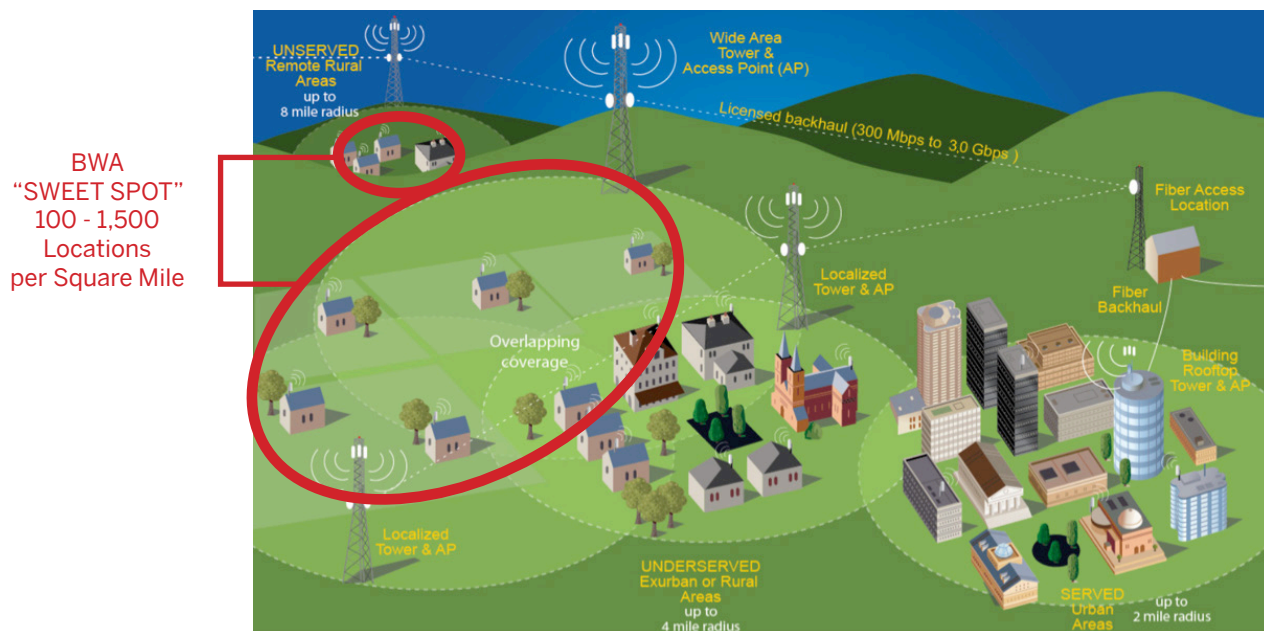 BWA
“SWEET SPOT”
100 - 1,500
Locations
per Square Mile
UNSERVED
Remote Rural
Areas
up to
8 mile radius
Wide Area
Tower &
Access Point (AP)
Licensed backhaul (300 Mbps to 3,0 Gbps )
Fiber Access
Location
Fiber
Backhaul
Localized
Tower & AP
Overlapping
coverage
Building
Rooftop
Tower & AP
Localized
Tower & AP
UNDERSERVED
Exurban or Rural
Areas
up to
4 mile radius
SERVED
Urban
Areas
up to
2 mile radius